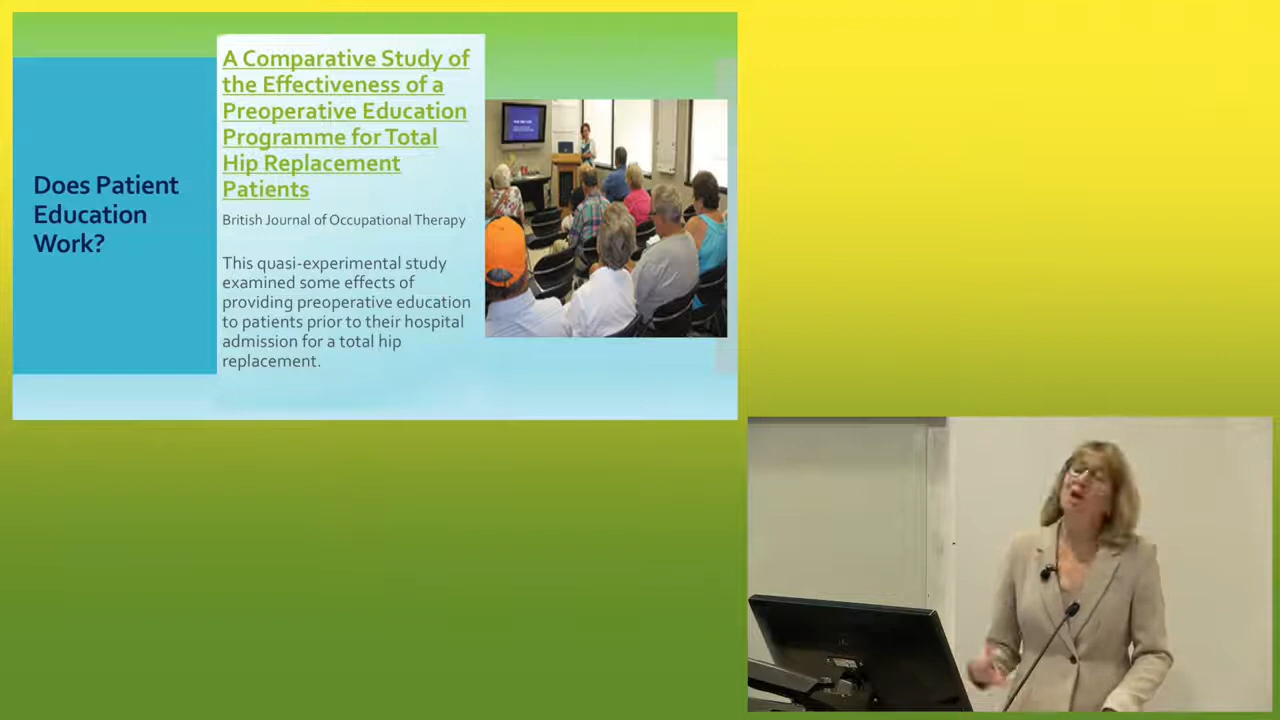 Does Patient
Education
Work?
A Comparative Study of
the Effectiveness of a
Preoperative Education
Programme for Total
Hip Replacement
Patients
British Journal of Occupational Therapy
This quasi-experimental study
examined some effects of
providing preoperative education
to patients prior to their hospital
admission for a total hip
replacement.